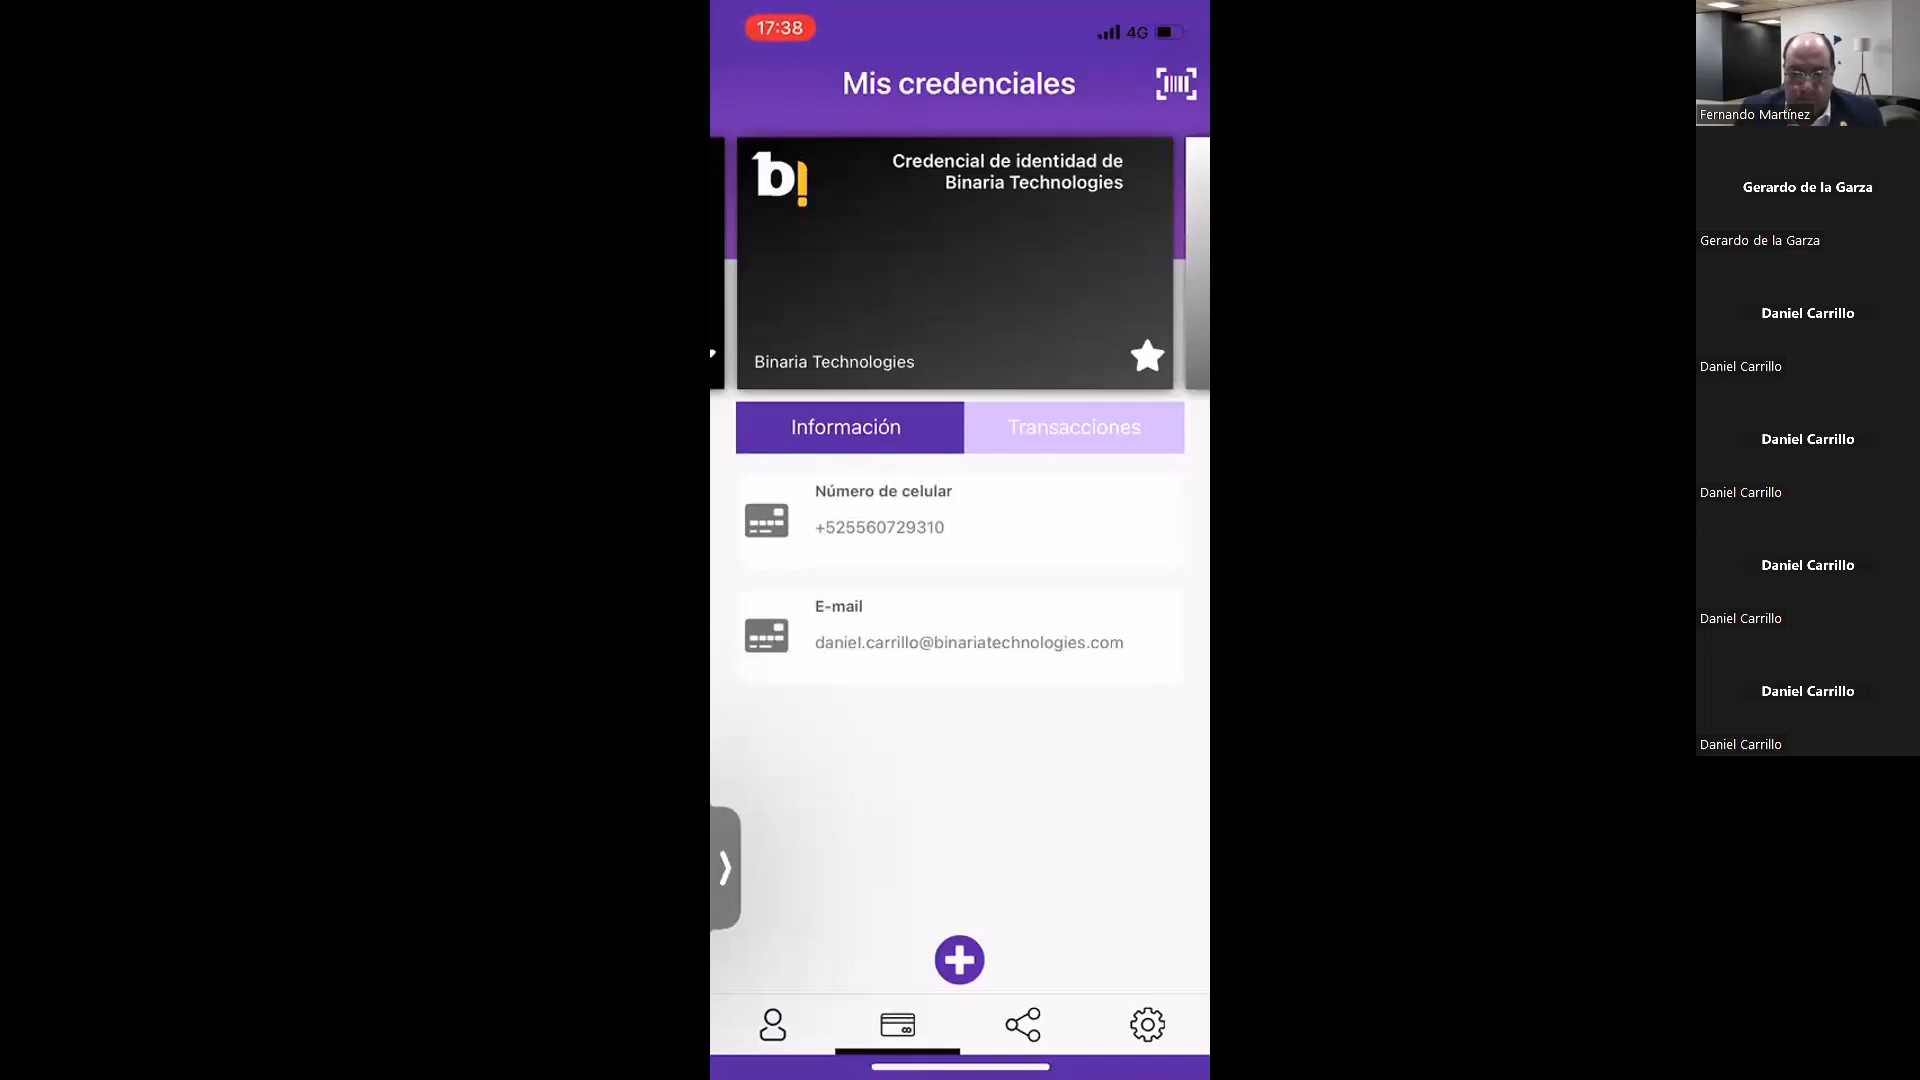 17:38
4G
Mis credenciales
b!
Credencial de identidad de
Binaria Technologies
Binaria Technologies
Información
Transacciones
Número de celular
+525560729310
E-mail
daniel.carrillo@binariatechnologies.com
Fernando Martínez
Gerardo de la Garza
Gerardo de la Garza
Daniel Carrillo
Daniel Carrillo
Daniel Carrillo
Daniel Carrillo
Daniel Carrillo
Daniel Carrillo
Daniel Carrillo
Daniel Carrillo